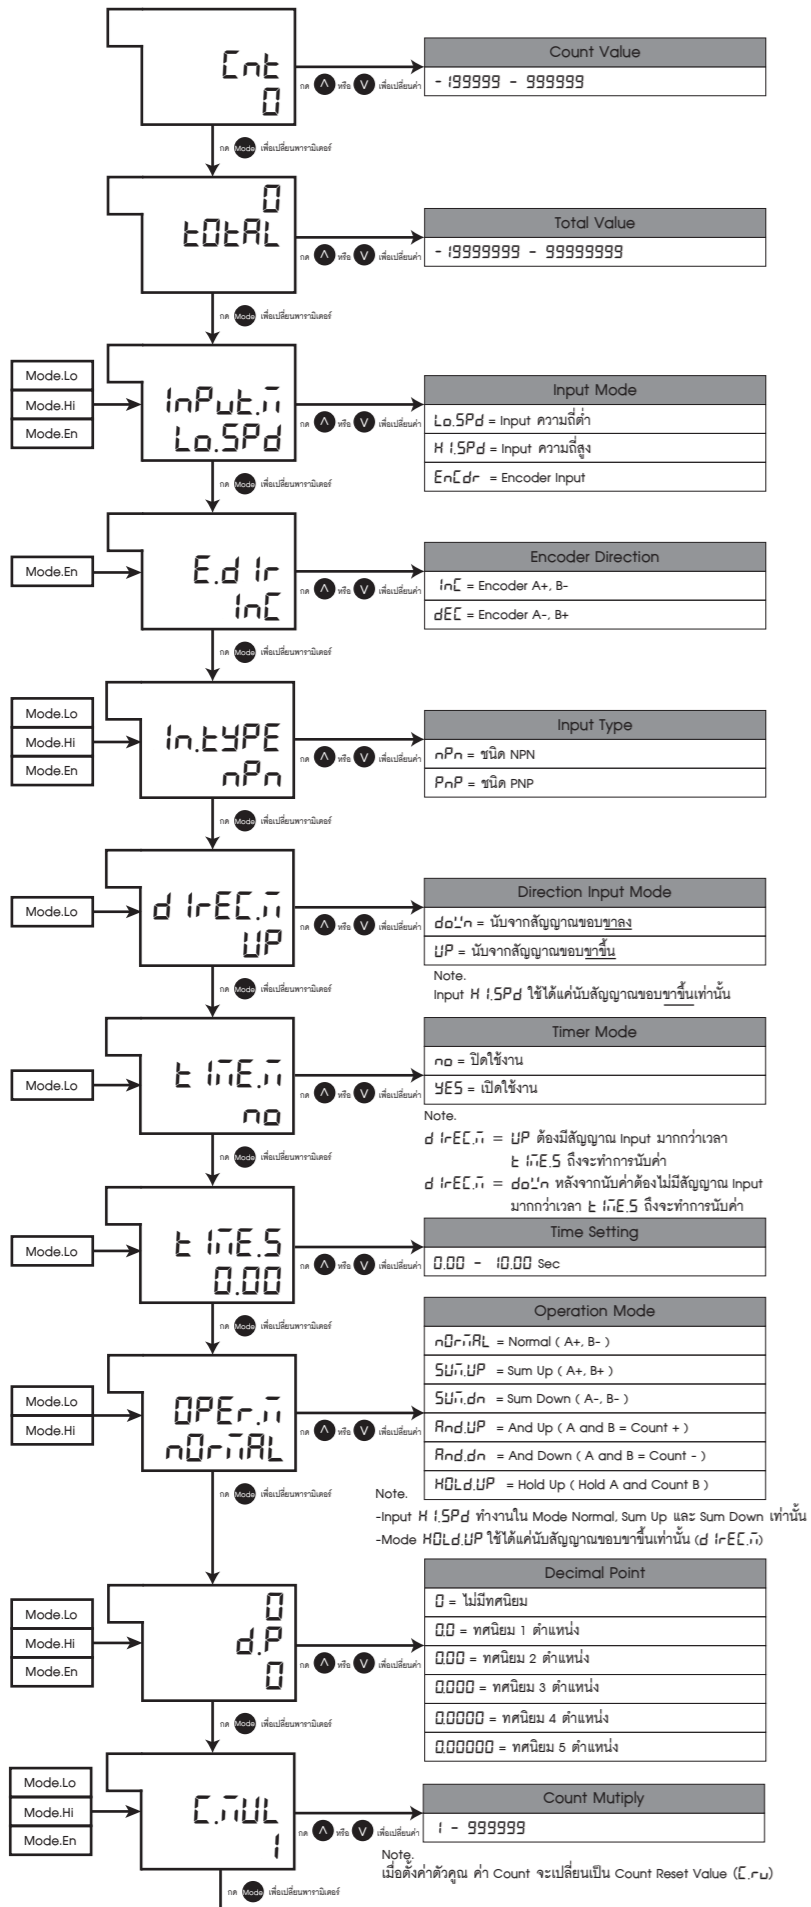 Cnt
0
กด ∧ หรือ V เพื่อเปลี่ยนค่า
Count Value
-199999 - 999999
กด Mode เพื่อเปลี่ยนพารามิเตอร์
0
tOtAL
กด ∧ หรือ V เพื่อเปลี่ยนค่า
Total Value
-19999999 - 99999999
กด Mode เพื่อเปลี่ยนพารามิเตอร์
Mode.Lo
Mode.Hi
Mode.En
InPut.m
Lo.SPd
กด ∧ หรือ V เพื่อเปลี่ยนค่า
Input Mode
Lo.SPd = Input ความถี่ต่ำ
HI.SPd = Input ความถี่สูง
EnCdr = Encoder Input
กด Mode เพื่อเปลี่ยนพารามิเตอร์
Mode.En
E.dIr
InC
กด ∧ หรือ V เพื่อเปลี่ยนค่า
Encoder Direction
InC = Encoder A+, B-
dEC = Encoder A-, B+
กด Mode เพื่อเปลี่ยนพารามิเตอร์
Mode.Lo
Mode.Hi
Mode.En
In.tYPE
nPn
กด ∧ หรือ V เพื่อเปลี่ยนค่า
Input Type
nPn = ชนิด NPN
PnP = ชนิด PNP
กด Mode เพื่อเปลี่ยนพารามิเตอร์
Mode.Lo
dIrEC.m
UP
กด ∧ หรือ V เพื่อเปลี่ยนค่า
Direction Input Mode
doWn = นับจากสัญญาณขอบขาลง
UP = นับจากสัญญาณขอบขาขึ้น
Note.
Input HI.SPd ใช้ได้แค่นับสัญญาณขอบขาขึ้นเท่านั้น
กด Mode เพื่อเปลี่ยนพารามิเตอร์
Mode.Lo
tImE.m
no
กด ∧ หรือ V เพื่อเปลี่ยนค่า
Timer Mode
no = ปิดใช้งาน
YES = เปิดใช้งาน
Note.
dIrEC.m = UP ต้องมีสัญญาณ Input มากกว่าเวลา
tImE.S ถึงจะทำการนับค่า
dIrEC.m = doWn หลังจากนับค่าต้องไม่มีสัญญาณ Input
มากกว่าเวลา tImE.S ถึงจะทำการนับค่า
กด Mode เพื่อเปลี่ยนพารามิเตอร์
Mode.Lo
tImE.S
0.00
กด ∧ หรือ V เพื่อเปลี่ยนค่า
Time Setting
0.00 - 10.00 Sec
กด Mode เพื่อเปลี่ยนพารามิเตอร์
Mode.Lo
Mode.Hi
OPEr.m
nOrmAL
กด ∧ หรือ V เพื่อเปลี่ยนค่า
Operation Mode
nOrmAL = Normal ( A+, B- )
SUm.UP = Sum Up ( A+, B+ )
SUm.dn = Sum Down ( A-, B- )
And.UP = And Up ( A and B = Count + )
And.dn = And Down ( A and B = Count - )
HOLd.UP = Hold Up ( Hold A and Count B )
Note.
-Input HI.SPd ทำงานใน Mode Normal, Sum Up และ Sum Down เท่านั้น
-Mode HOLd.UP ใช้ได้แค่นับสัญญาณขอบขาขึ้นเท่านั้น (dIrEC.m)
กด Mode เพื่อเปลี่ยนพารามิเตอร์
Mode.Lo
Mode.Hi
Mode.En
0
d.P
0
กด ∧ หรือ V เพื่อเปลี่ยนค่า
Decimal Point
0 = ไม่มีทศนิยม
0.0 = ทศนิยม 1 ตำแหน่ง
0.00 = ทศนิยม 2 ตำแหน่ง
0.000 = ทศนิยม 3 ตำแหน่ง
0.0000 = ทศนิยม 4 ตำแหน่ง
0.00000 = ทศนิยม 5 ตำแหน่ง
กด Mode เพื่อเปลี่ยนพารามิเตอร์
Mode.Lo
Mode.Hi
Mode.En
C.mUL
1
กด ∧ หรือ V เพื่อเปลี่ยนค่า
Count Mutiply
1 - 999999
Note.
เมื่อตั้งค่าตัวคูณ ค่า Count จะเปลี่ยนเป็น Count Reset Value (C.ru)
กด Mode เพื่อเปลี่ยนพารามิเตอร์